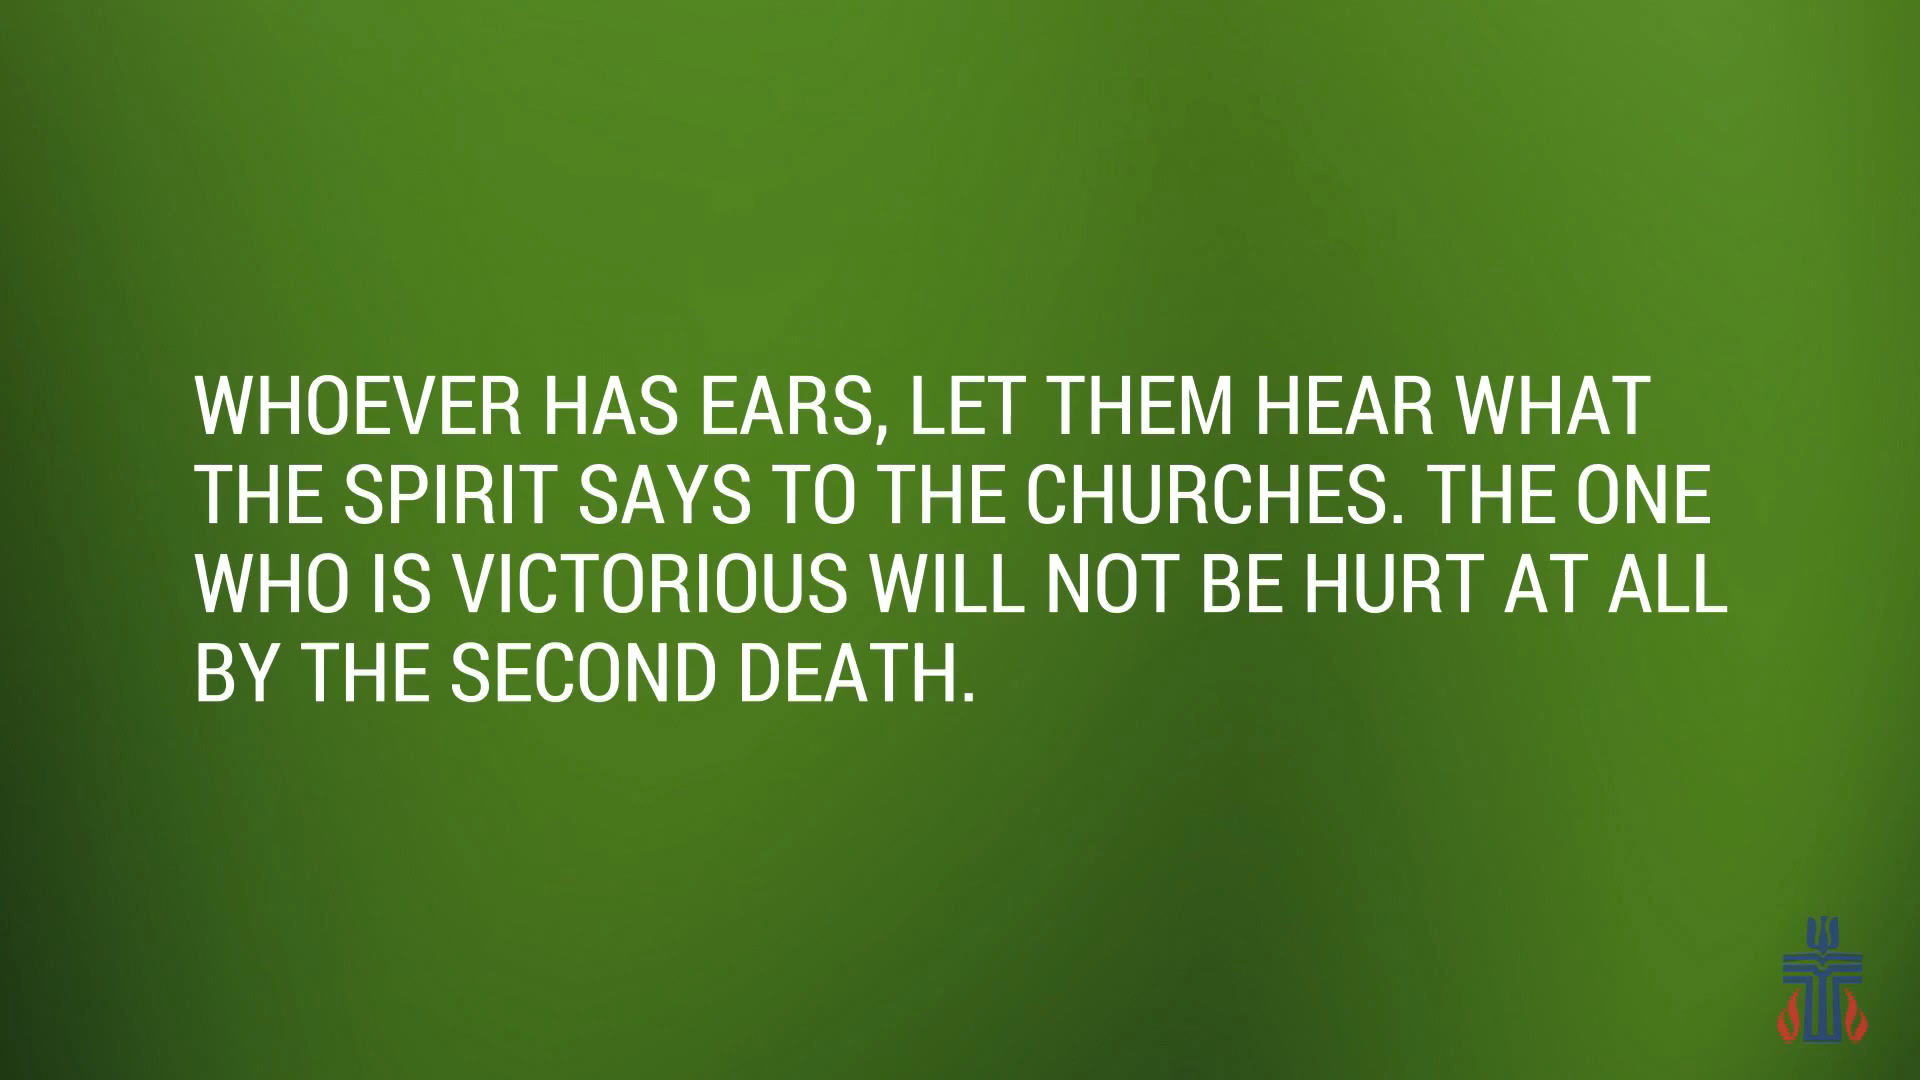 WHOEVER HAS EARS, LET THEM HEAR WHAT
THE SPIRIT SAYS TO THE CHURCHES. THE ONE
WHO IS VICTORIOUS WILL NOT BE HURT AT ALL
BY THE SECOND DEATH.